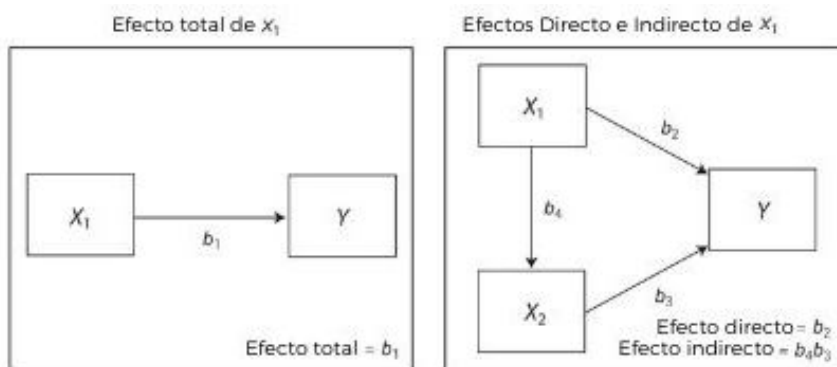 Efecto total de X₁
X₁
b₁
Y
Efecto total = b₁
Efectos Directo e Indirecto de X₁
X₁
b₂
b₄
Y
X₂
b₃
Efecto directo = b₂
Efecto indirecto = b₄b₃